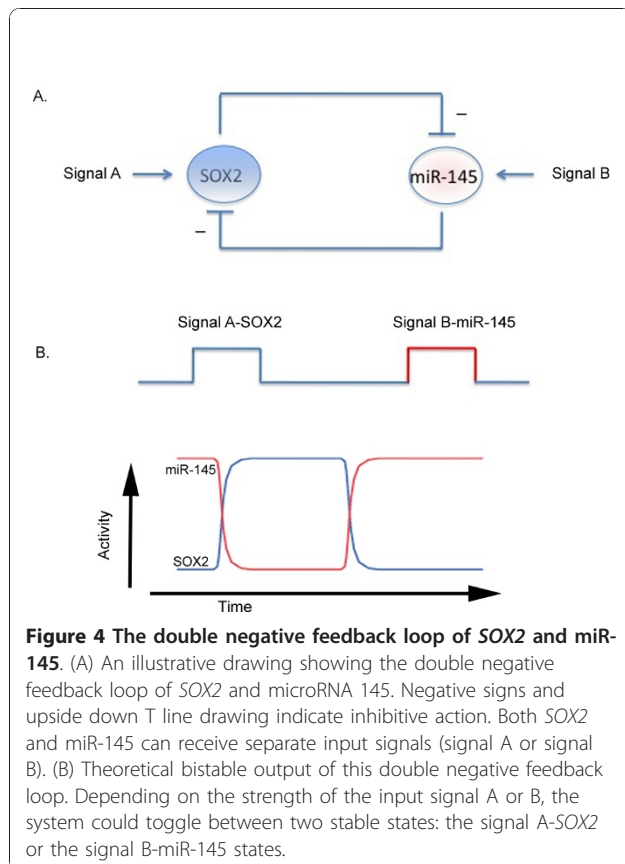 A.
–
Signal A
SOX2
miR-145
Signal B
–
Signal A-SOX2
Signal B-miR-145
B.
miR-145
Activity
SOX2
Time
Figure 4 The double negative feedback loop of SOX2 and miR-
145. (A) An illustrative drawing showing the double negative
feedback loop of SOX2 and microRNA 145. Negative signs and
upside down T line drawing indicate inhibitive action. Both SOX2
and miR-145 can receive separate input signals (signal A or signal
B). (B) Theoretical bistable output of this double negative feedback
loop. Depending on the strength of the input signal A or B, the
system could toggle between two stable states: the signal A-SOX2
or the signal B-miR-145 states.